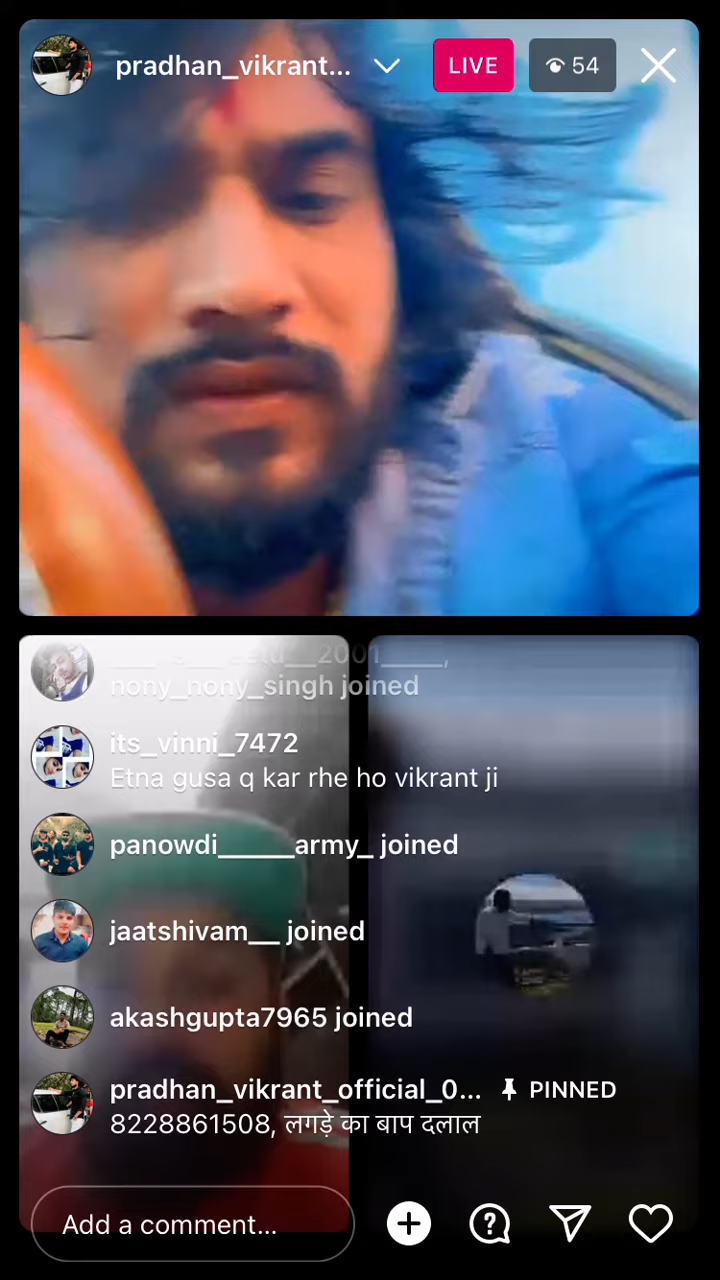 pradhan_vikrant...
LIVE
54
nony_nony_singh joined
its_vinni_7472
Etna gusa q kar rhe ho vikrant ji
panowdi______army_ joined
jaatshivam__ joined
akashgupta7965 joined
pradhan_vikrant_official_0... PINNED
8228861508, लगड़े का बाप दलाल
Add a comment...